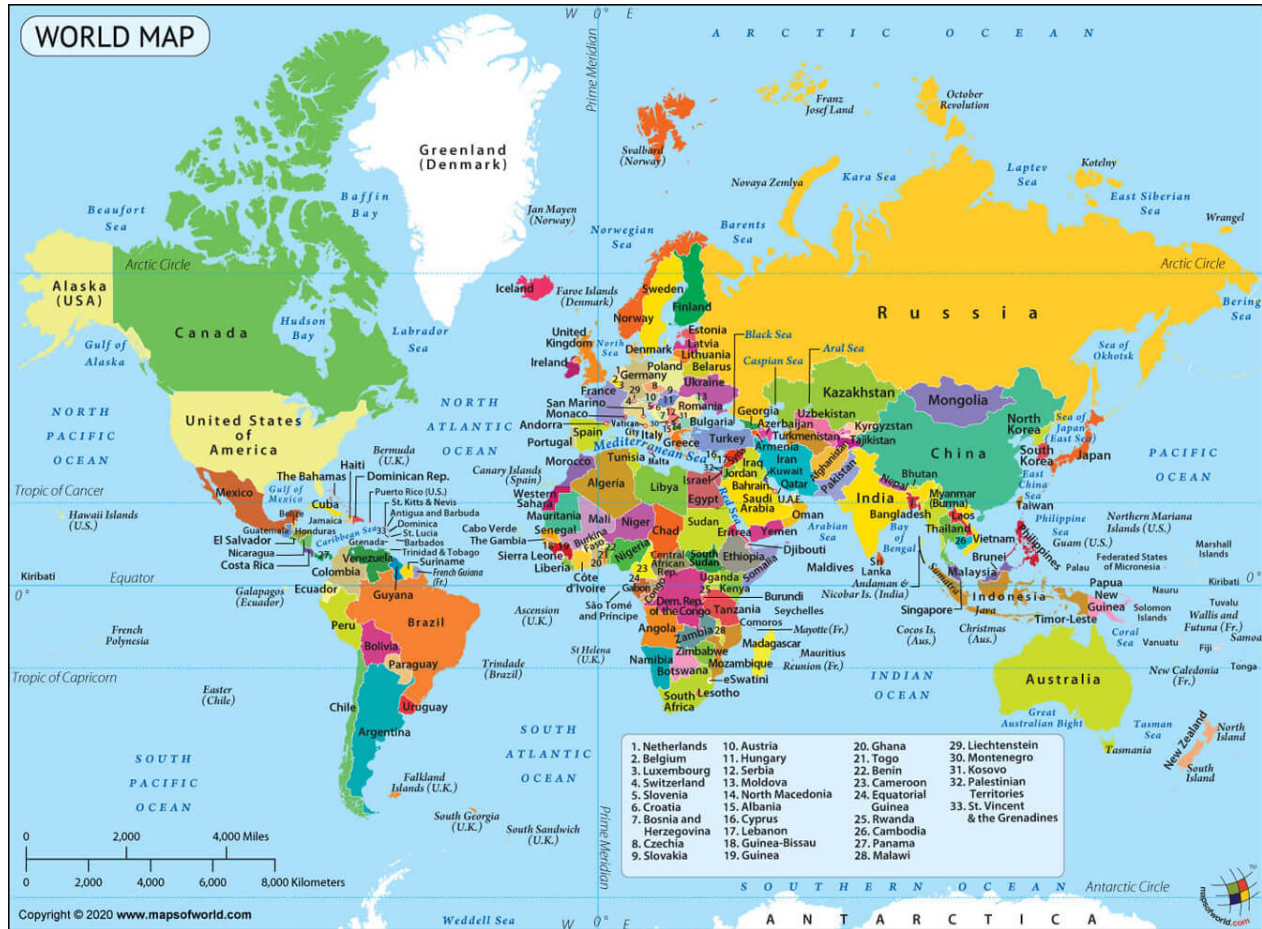 WORLD MAP
W 0° E
Prime Meridian
ARCTIC OCEAN
Greenland
(Denmark)
Svalbard
(Norway)
Franz
Josef Land
October
Revolution
Novaya Zemlya
Kara Sea
Laptev
Sea
Kotelny
East Siberian
Sea
Wrangel
Beaufort
Sea
Baffin
Bay
Jan Mayen
(Norway)
Norwegian
Sea
Barents
Sea
PACIFIC
OCEAN
Arctic Circle
Arctic Circle
Alaska
(USA)
Gulf of
Alaska
Canada
Hudson
Bay
Labrador
Sea
Iceland
Faroe Islands
(Denmark)
Sweden
Finland
Norway
Russia
Bering
Sea
Sea of
Okhotsk
United
Kingdom
North
Sea
Ireland
Denmark
Estonia
Latvia
Lithuania
Belarus
Poland
Germany
Ukraine
France
San Marino
Monaco
Andorra
Portugal
Spain
Vatican
City
Italy
Romania
Bulgaria
Greece
Malta
Mediterranean Sea
Black Sea
Caspian Sea
Aral Sea
Georgia
Azerbaijan
Armenia
Turkey
Kazakhstan
Uzbekistan
Turkmenistan
Kyrgyzstan
Tajikistan
Mongolia
China
North
Korea
South
Korea
Sea of
Japan
(East Sea)
Japan
East
China
Sea
Taiwan
NORTH
PACIFIC
OCEAN
United States
of
America
NORTH
ATLANTIC
OCEAN
PACIFIC
OCEAN
Bermuda
(U.K.)
Tropic of Cancer
Hawaii Islands
(U.S.)
Mexico
Gulf of
Mexico
The Bahamas
Cuba
Haiti
Dominican Rep.
Puerto Rico (U.S.)
St. Kitts & Nevis
Antigua and Barbuda
Dominica
St. Lucia
Barbados
33
Grenada
Trinidad & Tobago
Belize
Jamaica
Guatemala
Honduras
El Salvador
Nicaragua
Costa Rica
Caribbean Sea
27
Venezuela
Colombia
Guyana
Suriname
French Guiana
(Fr.)
Ecuador
Galapagos
(Ecuador)
Peru
Brazil
Bolivia
Paraguay
Uruguay
Chile
Argentina
Kiribati
Equator
0°
French
Polynesia
Tropic of Capricorn
Easter
(Chile)
SOUTH
PACIFIC
OCEAN
Falkland
Islands (U.K.)
South Georgia
(U.K.)
South Sandwich
(U.K.)
Trindade
(Brazil)
SOUTH
ATLANTIC
OCEAN
Ascension
(U.K.)
St Helena
(U.K.)
Canary Islands
(Spain)
Morocco
Western
Sahara
Tunisia
Algeria
Libya
Egypt
Israel
Syria
Jordan
Iraq
Iran
Kuwait
Bahrain
Qatar
U.A.E.
Saudi
Arabia
Oman
Yemen
Red Sea
Afghanistan
Pakistan
India
Nepal
Bhutan
Bangladesh
Myanmar
(Burma)
Laos
Thailand
Vietnam
26
Philippines
Philippine
Sea
Northern Mariana
Islands (U.S.)
Guam (U.S.)
Marshall
Islands
Federated States
of Micronesia
Palau
Brunei
Malaysia
Singapore
Sumatra
Indonesia
Java
Timor-Leste
Papua
New
Guinea
Nauru
Kiribati
Solomon
Islands
Tuvalu
Wallis and
Futuna (Fr.)
Samoa
Vanuatu
Fiji
Tonga
New Caledonia
(Fr.)
Coral
Sea
0°
Arabian
Sea
Bay
of
Bengal
Sri
Lanka
Maldives
Andaman &
Nicobar Is. (India)
Cocos Is.
(Aus.)
Christmas
(Aus.)
Cabo Verde
Mauritania
Senegal
The Gambia
Mali
Niger
Chad
Sudan
Eritrea
Djibouti
Ethiopia
Somalia
South
Sudan
Central
African
Rep.
Nigeria
Burkina
Faso
Sierra Leone
Liberia
Côte
d'Ivoire
São Tomé
and Príncipe
Gabon
Congo
Dem. Rep.
of the Congo
Uganda
Kenya
Burundi
Tanzania
Seychelles
Comoros
Mayotte (Fr.)
Mauritius
Reunion (Fr.)
Madagascar
Angola
Zambia
Zimbabwe
Mozambique
Namibia
Botswana
eSwatini
South
Africa
Lesotho
INDIAN
OCEAN
Australia
Great
Australian Bight
Tasman
Sea
Tasmania
New Zealand
North
Island
South
Island
1. Netherlands
2. Belgium
3. Luxembourg
4. Switzerland
5. Slovenia
6. Croatia
7. Bosnia and
Herzegovina
8. Czechia
9. Slovakia
10. Austria
11. Hungary
12. Serbia
13. Moldova
14. North Macedonia
15. Albania
16. Cyprus
17. Lebanon
18. Guinea-Bissau
19. Guinea
20. Ghana
21. Togo
22. Benin
23. Cameroon
24. Equatorial
Guinea
25. Rwanda
26. Cambodia
27. Panama
28. Malawi
29. Liechtenstein
30. Montenegro
31. Kosovo
32. Palestinian
Territories
33. St. Vincent
& the Grenadines
0 2,000 4,000 Miles
0 2,000 4,000 6,000 8,000 Kilometers
Copyright © 2020 www.mapsofworld.com
Weddell Sea
Prime Meridian
W 0° E
SOUTHERN OCEAN
Antarctic Circle
ANTARCTICA
mapsofworld.com